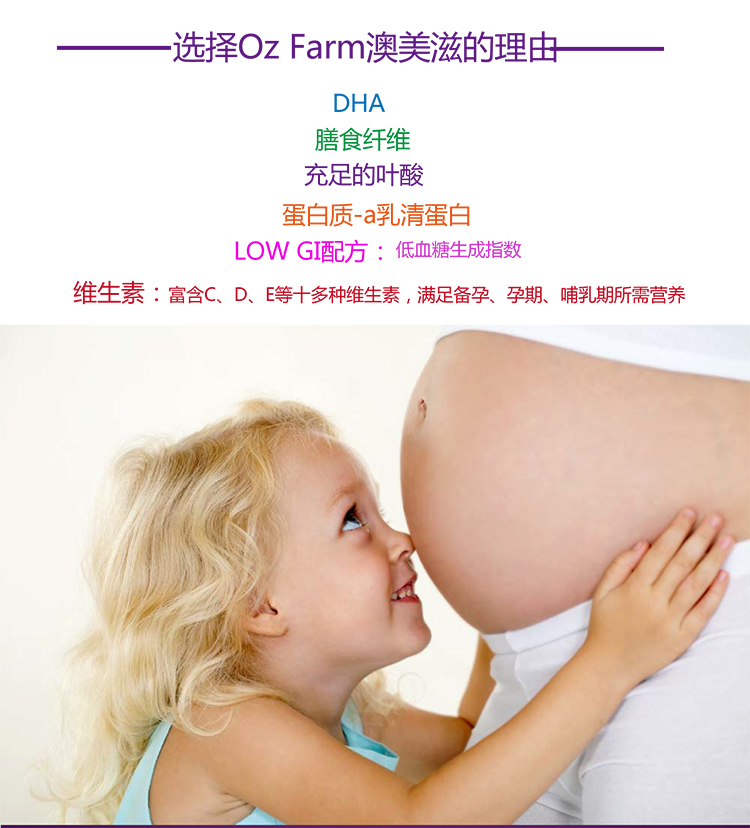 选择Oz Farm澳美滋的理由
DHA
膳食纤维
充足的叶酸
蛋白质-a乳清蛋白
LOW GI配方：低血糖生成指数
维生素：富含C、D、E等十多种维生素，满足备孕、孕期、哺乳期所需营养